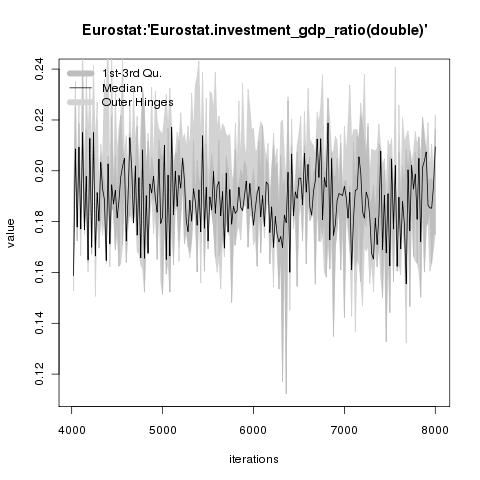 Eurostat:'Eurostat.investment_gdp_ratio(double)'
1st-3rd Qu.
Median
Outer Hinges
value
0.24
0.22
0.20
0.18
0.16
0.14
0.12
4000 5000 6000 7000 8000
iterations